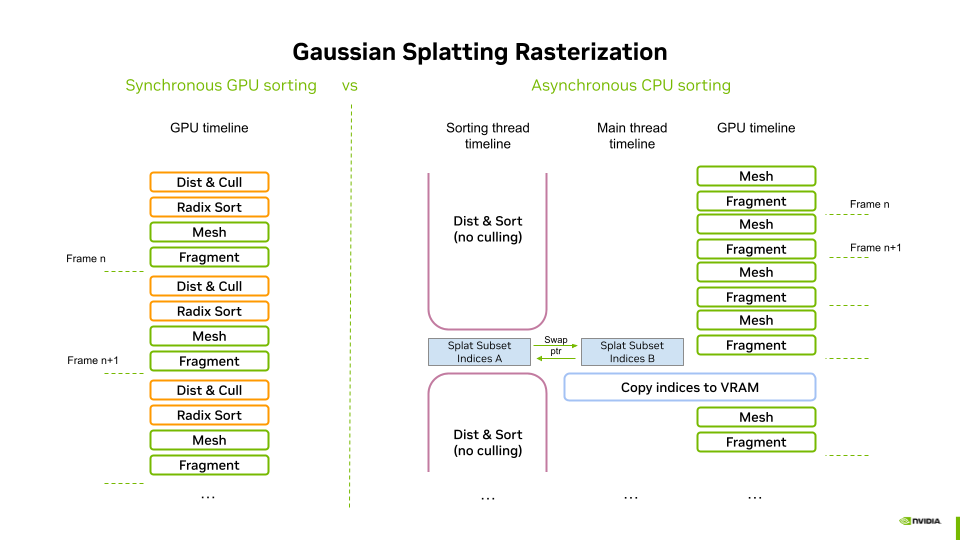 Gaussian Splatting Rasterization
Synchronous GPU sorting
vs
Asynchronous CPU sorting
GPU timeline
Dist & Cull
Radix Sort
Mesh
Fragment
Frame n
Dist & Cull
Radix Sort
Mesh
Fragment
Frame n+1
Dist & Cull
Radix Sort
Mesh
Fragment
...
Sorting thread
timeline
Main thread
timeline
GPU timeline
Dist & Sort
(no culling)
Mesh
Fragment
Frame n
Mesh
Fragment
Frame n+1
Mesh
Fragment
Mesh
Fragment
Splat Subset
Indices A
Swap
ptr
Splat Subset
Indices B
Copy indices to VRAM
Dist & Sort
(no culling)
Mesh
Fragment
...
...
...
NVIDIA